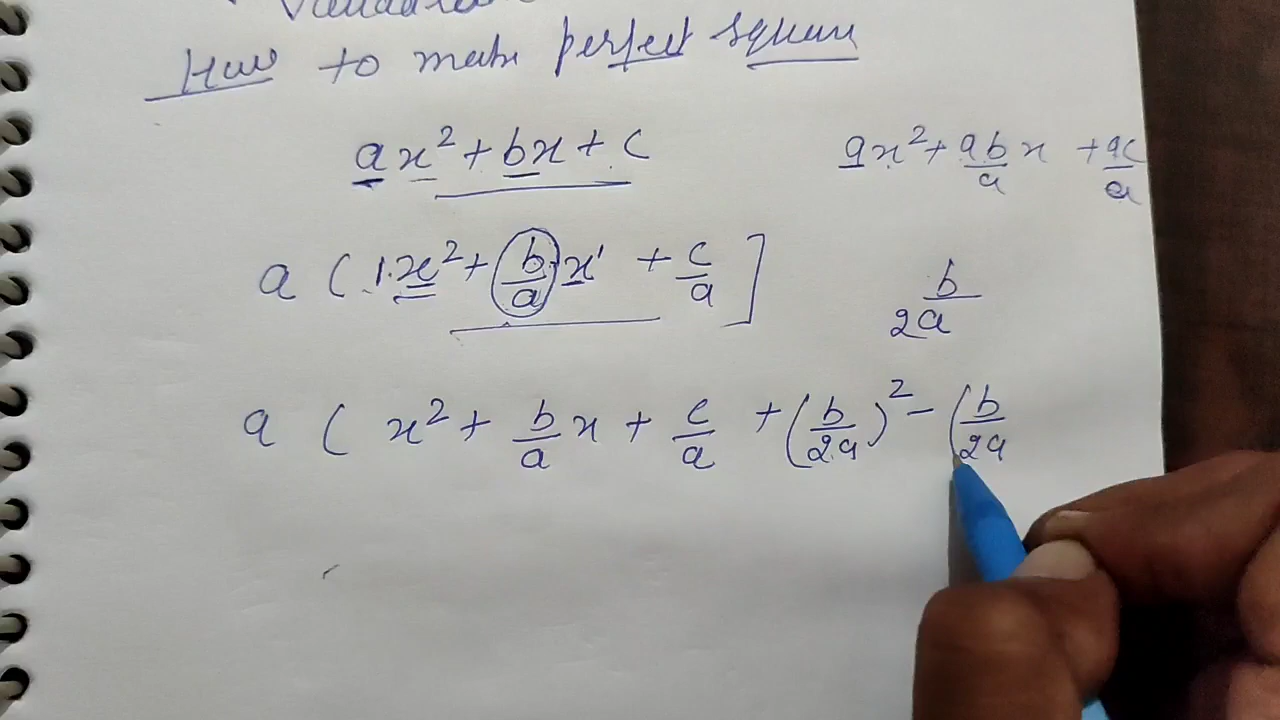 How to make perfect square
ax² + bx + c
ax² + ab/a x + ac/a
a ( 1.x² + (b/a) x¹ + c/a ]
b/2a
a ( x² + b/a x + c/a + (b/2a)² - (b/2a